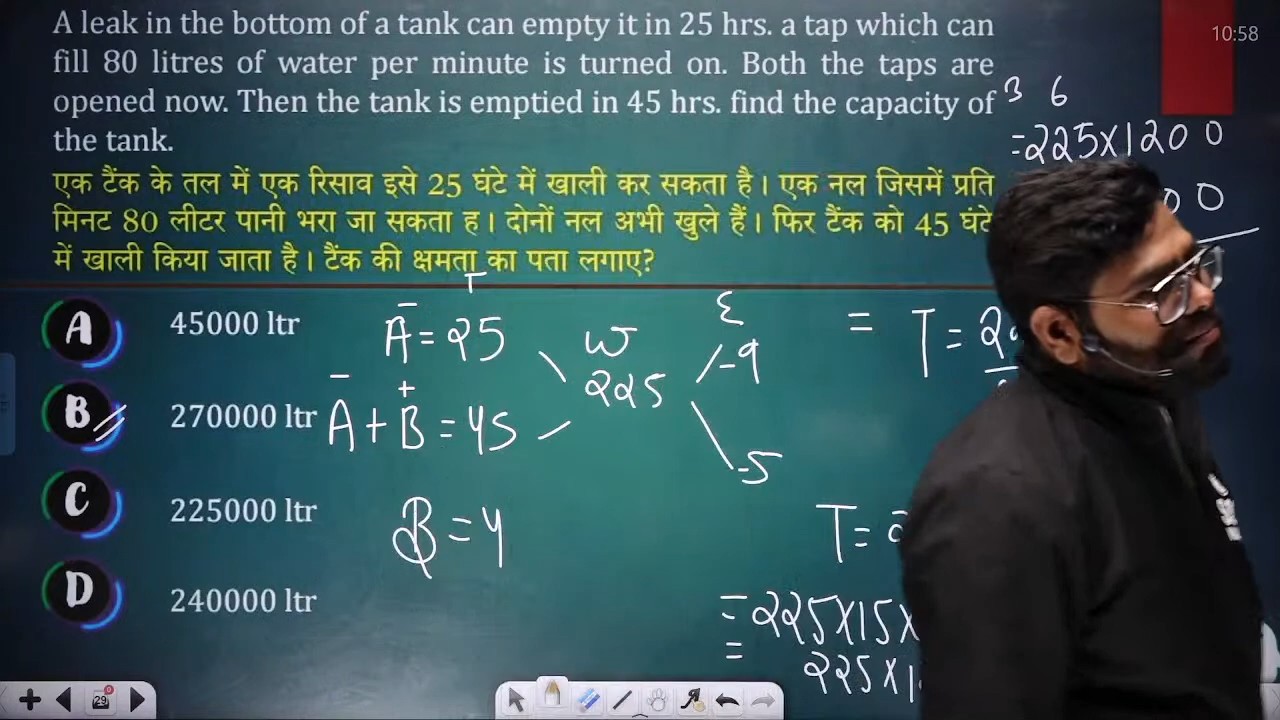 A leak in the bottom of a tank can empty it in 25 hrs. a tap which can
fill 80 litres of water per minute is turned on. Both the taps are
opened now. Then the tank is emptied in 45 hrs. find the capacity of
the tank.
एक टैंक के तल में एक रिसाव इसे 25 घंटे में खाली कर सकता है। एक नल जिसमें प्रति
मिनट 80 लीटर पानी भरा जा सकता ह। दोनों नल अभी खुले हैं। फिर टैंक को 45 घंटे
में खाली किया जाता है। टैंक की क्षमता का पता लगाए?
10:58
3 6
=225×1200
00
A 45000 ltr
B 270000 ltr
C 225000 ltr
D 240000 ltr
T
A = 25
W
225
-9
A + B = 45
-5
B = 4
= T =
T=
=225×15×
=
225×1
29